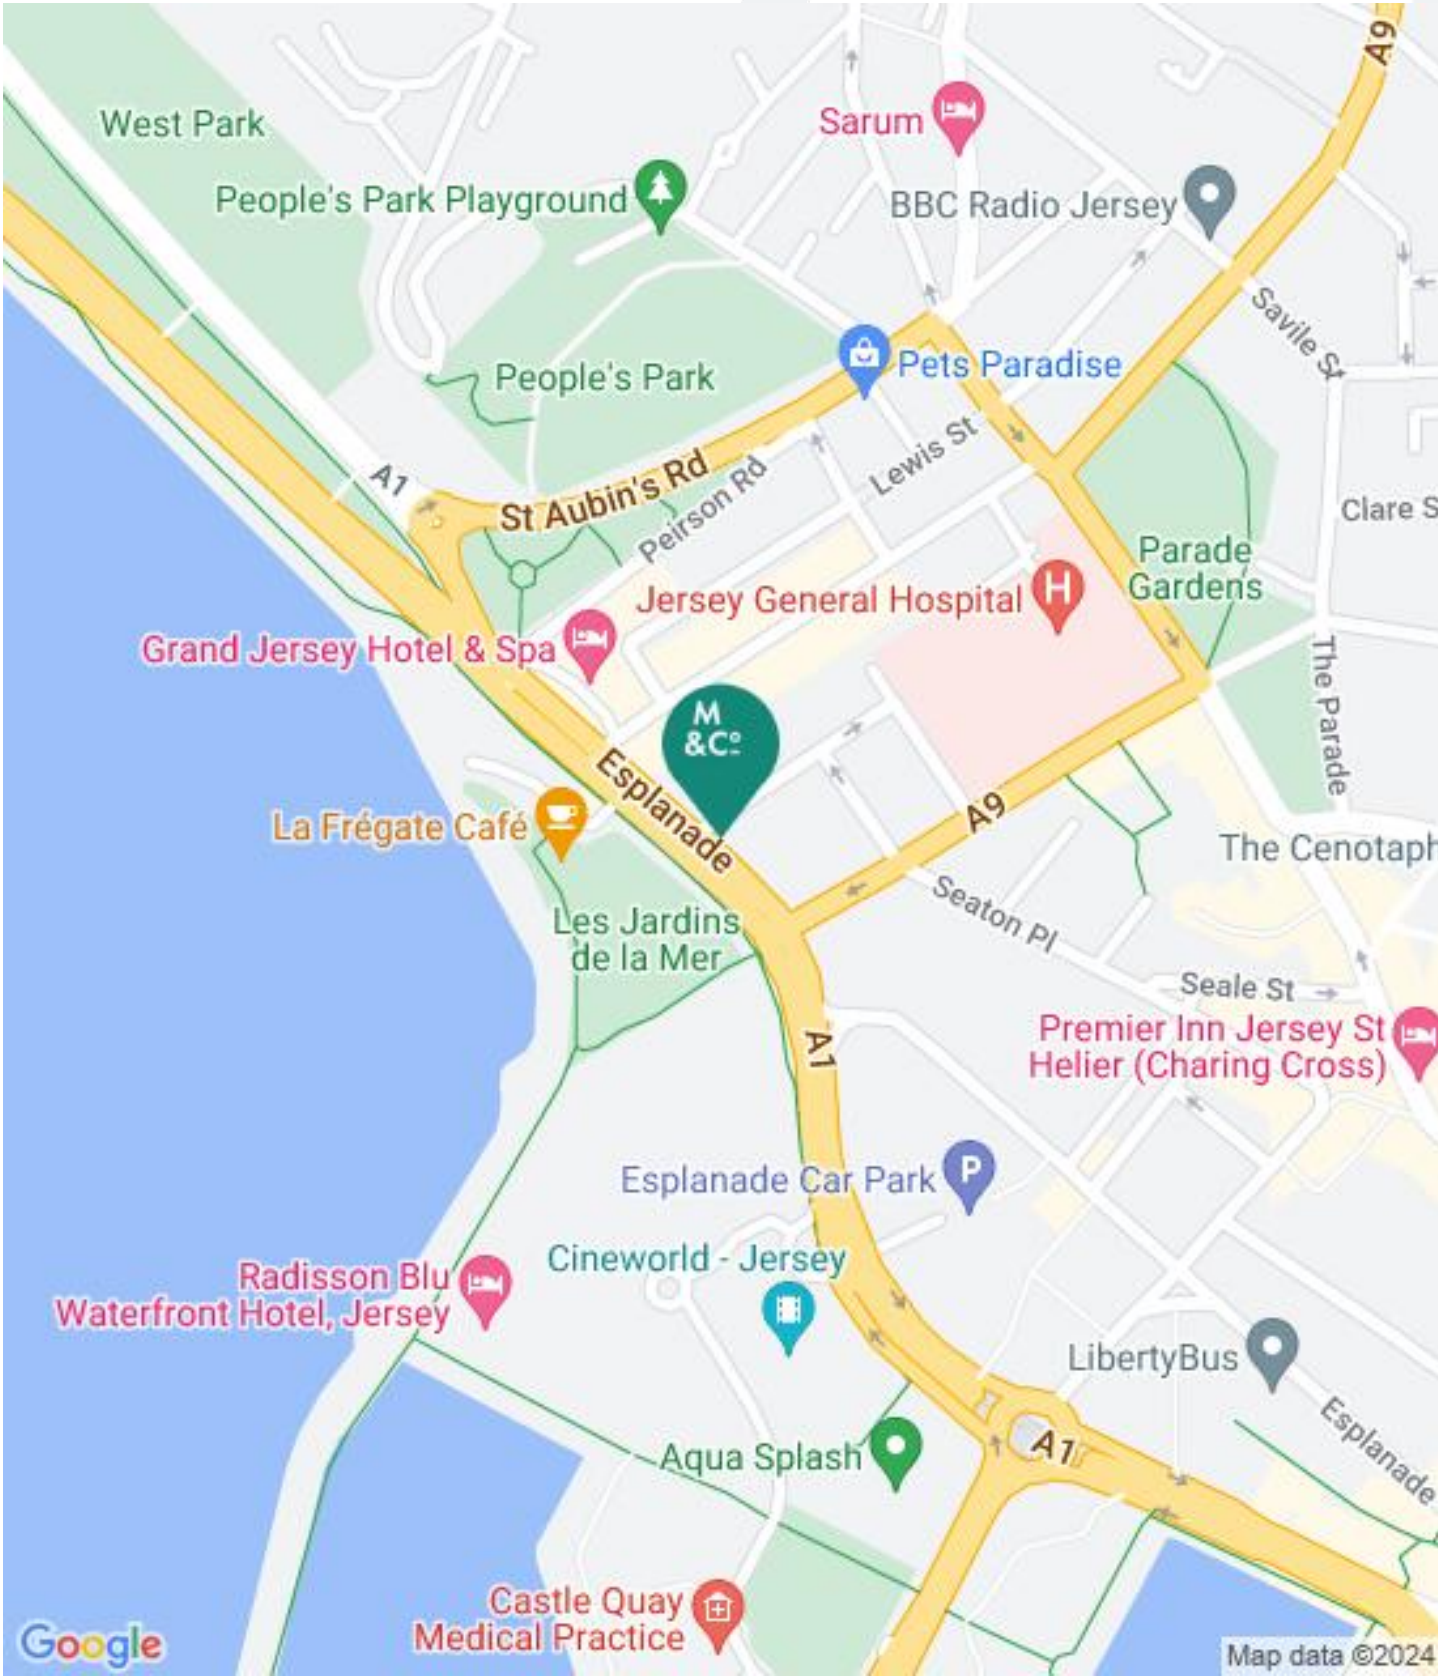 A9
West Park
Sarum
People's Park Playground
BBC Radio Jersey
Savile St
Pets Paradise
People's Park
A1
Lewis St
St Aubin's Rd
Peirson Rd
Clare S
Parade
Gardens
Jersey General Hospital
H
Grand Jersey Hotel & Spa
The Parade
M
&Cº
Esplanade
A9
La Frégate Café
The Cenotaph
Seaton Pl
Les Jardins
de la Mer
Seale St
A1
Premier Inn Jersey St
Helier (Charing Cross)
Esplanade Car Park
P
Cineworld - Jersey
Radisson Blu
Waterfront Hotel, Jersey
LibertyBus
Esplanade
A1
Aqua Splash
Castle Quay
Medical Practice
Google
Map data ©2024